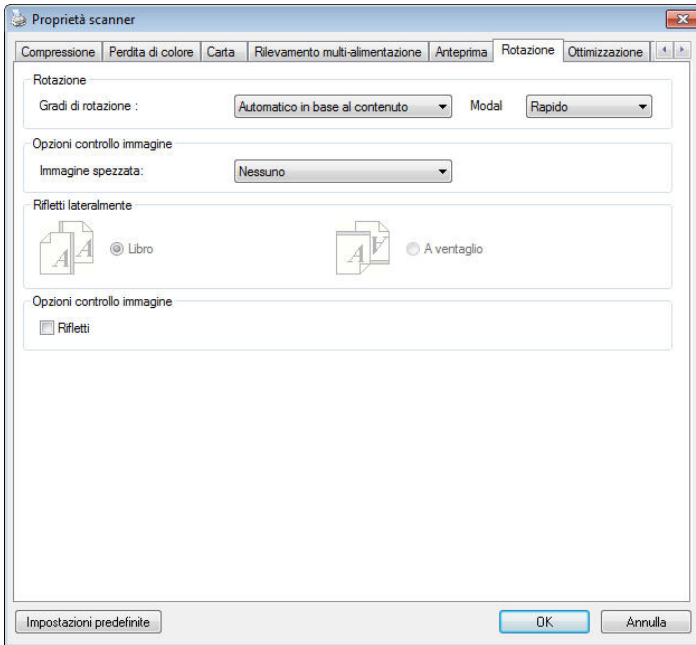 Proprietà scanner
Compressione Perdita di colore Carta Rilevamento multi-alimentazione Anteprima Rotazione Ottimizzazione
Rotazione
Gradi di rotazione : Automatico in base al contenuto Modal Rapido
Opzioni controllo immagine
Immagine spezzata: Nessuno
Rifletti lateralmente
A A Libro A A A ventaglio
Opzioni controllo immagine
Rifletti
Impostazioni predefinite OK Annulla